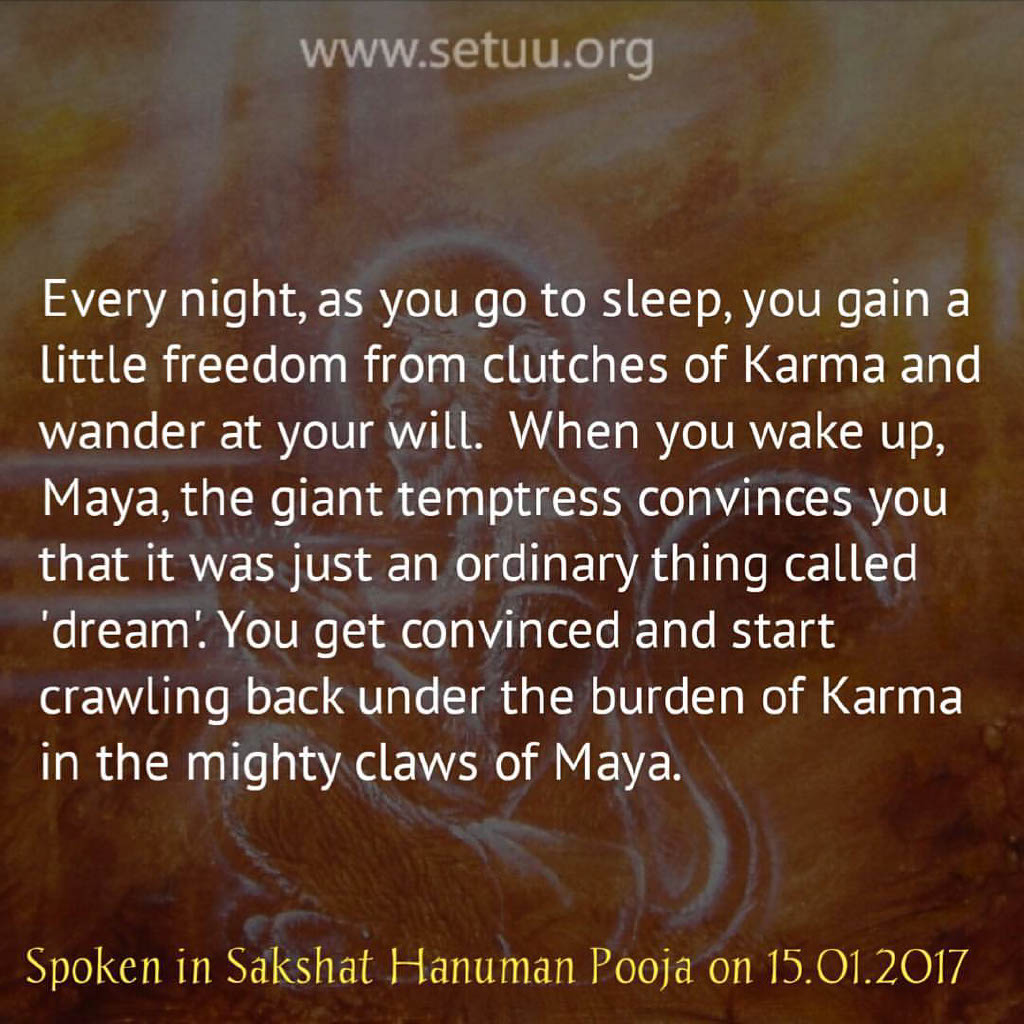 www.setuu.org
Every night, as you go to sleep, you gain a
little freedom from clutches of Karma and
wander at your will.  When you wake up,
Maya, the giant temptress convinces you
that it was just an ordinary thing called
'dream'. You get convinced and start
crawling back under the burden of Karma
in the mighty claws of Maya.
Spoken in Sakshat Hanuman Pooja on 15.01.2017